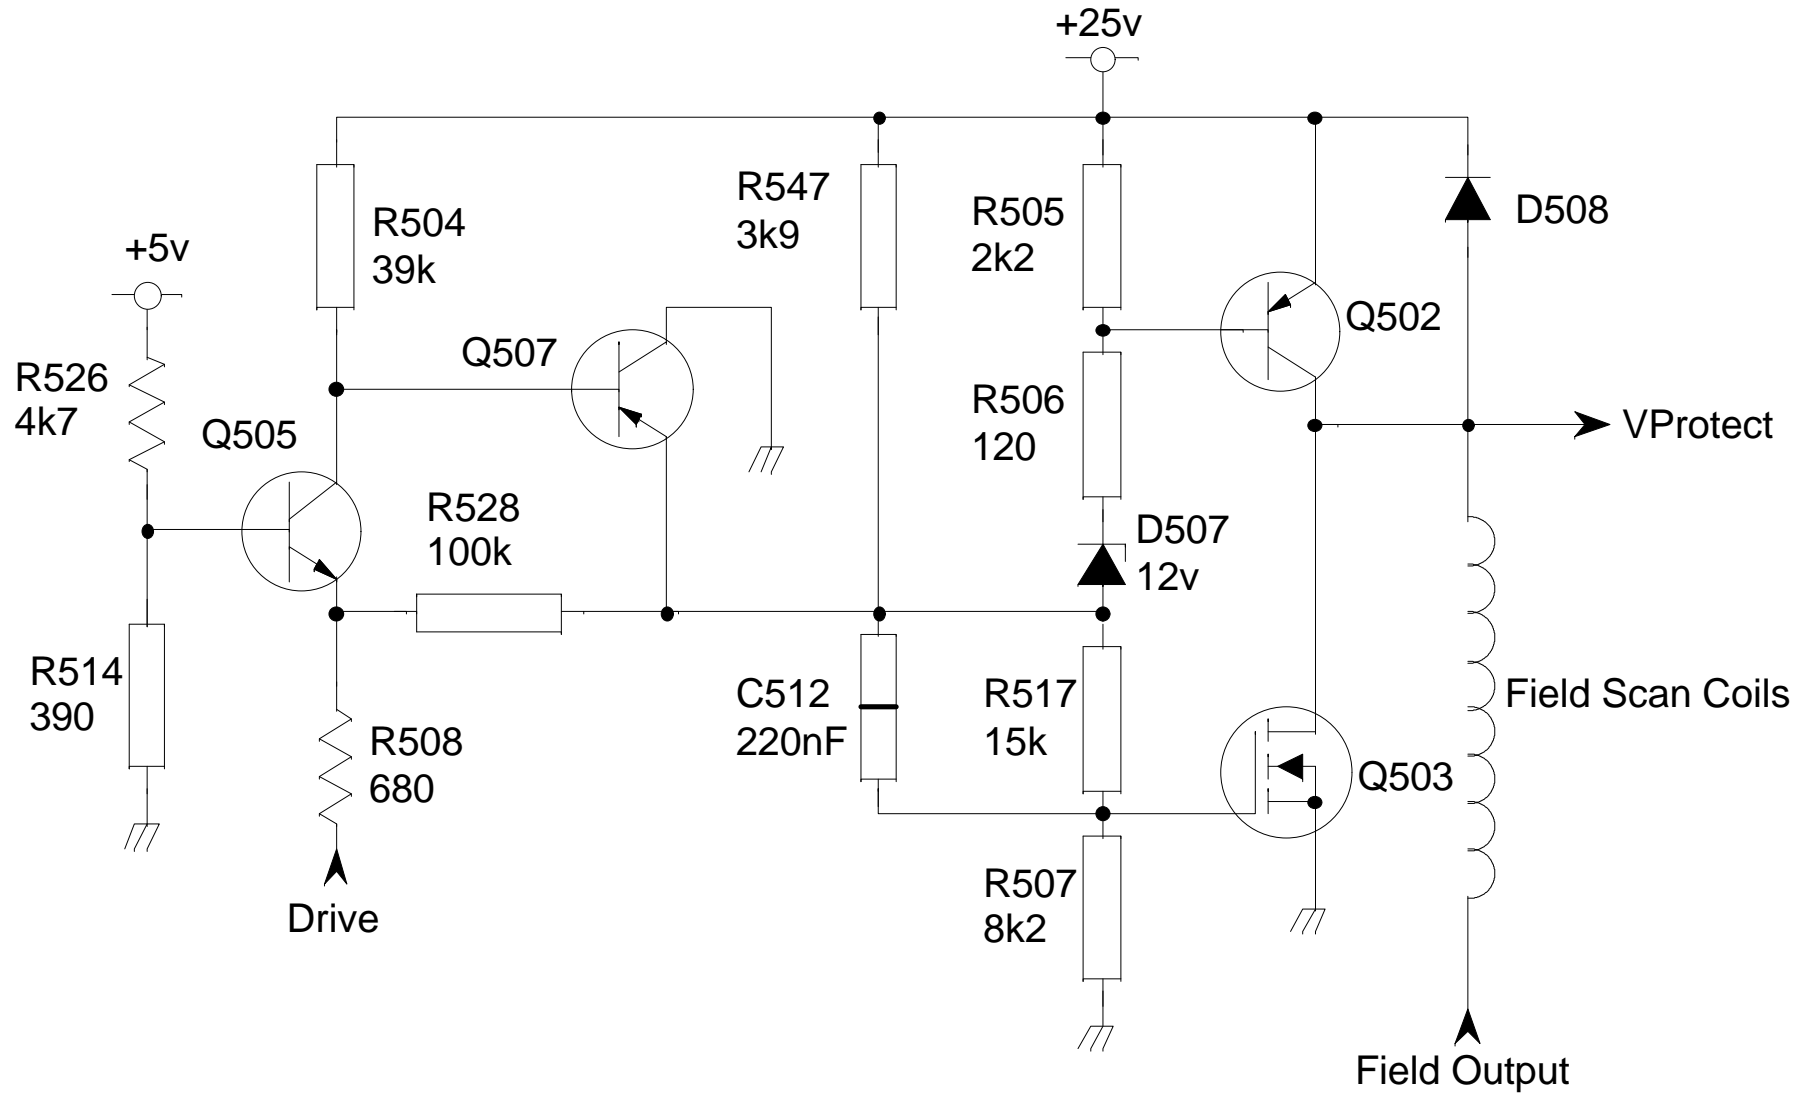 +25v
R504
39k
R547
3k9
R505
2k2
D508
+5v
Q507
Q502
R526
4k7
Q505
R506
120
VProtect
R528
100k
D507
12v
R514
390
R508
680
C512
220nF
R517
15k
Field Scan Coils
Q503
Drive
R507
8k2
Field Output